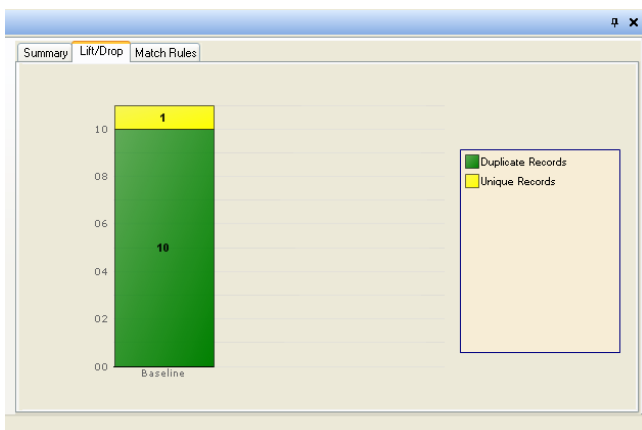 Summary Lift/Drop Match Rules
1
10
08
06
04
02
00
10
Baseline
Duplicate Records
Unique Records